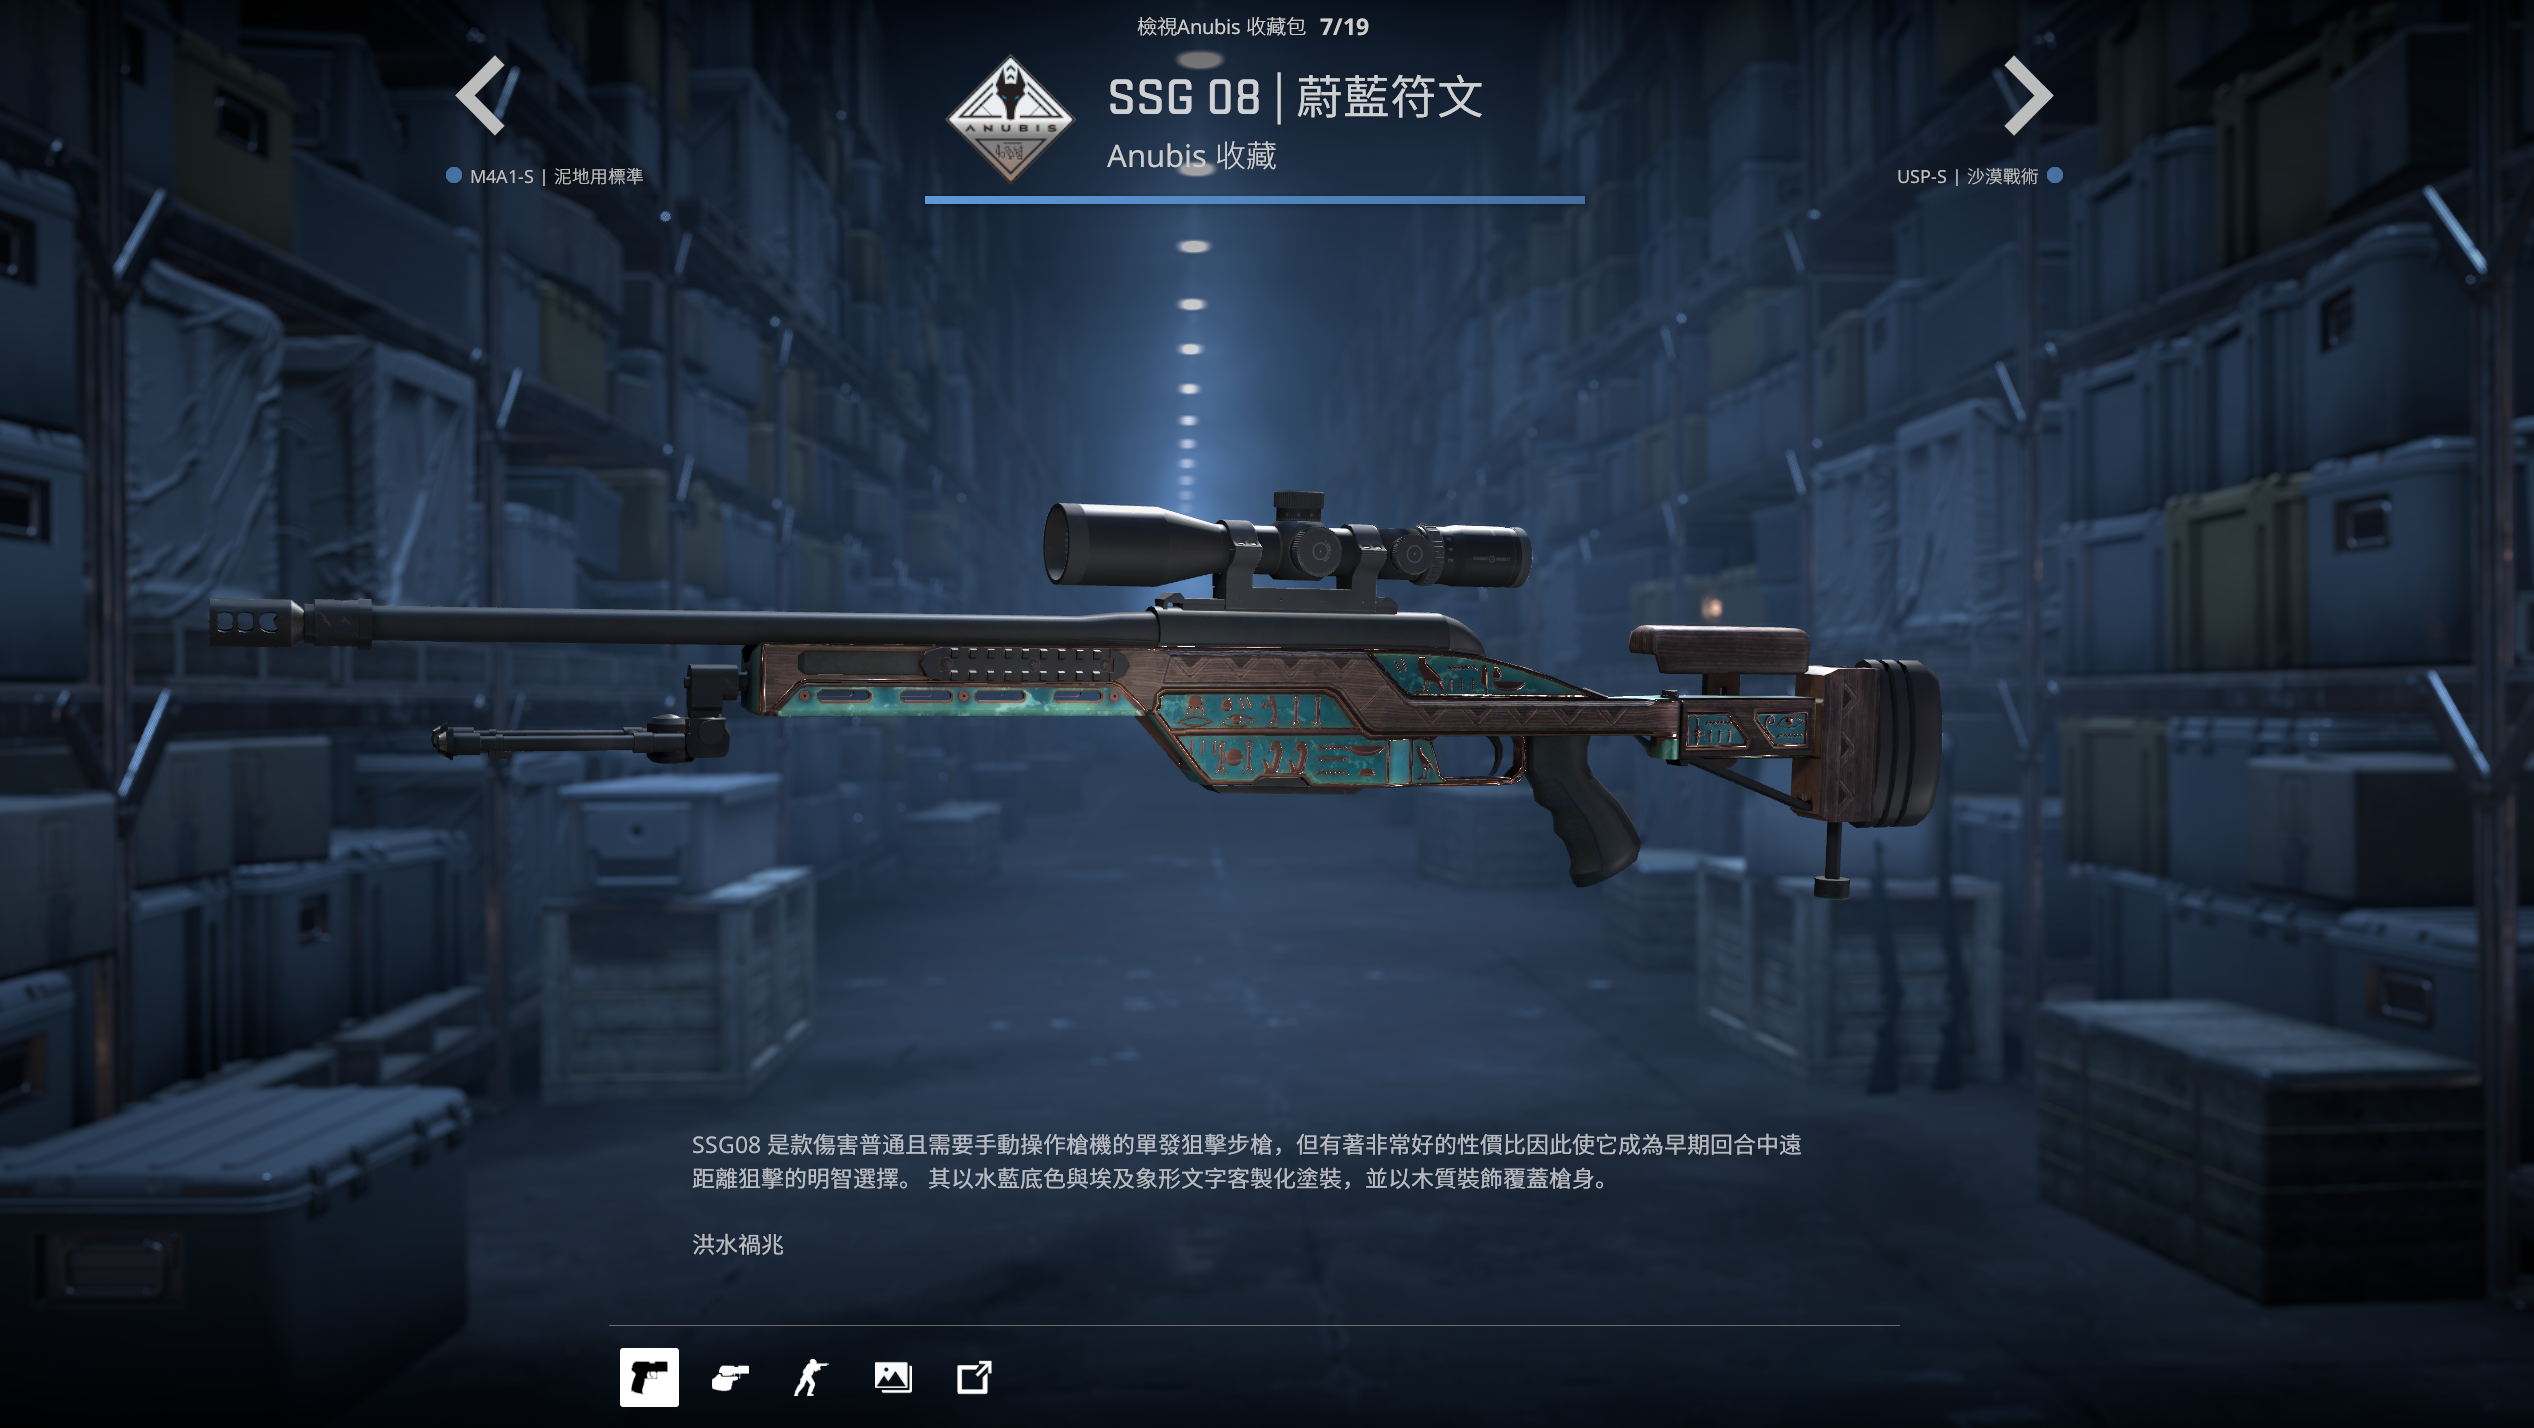 檢視Anubis 收藏包 7/19
SSG 08 | 蔚藍符文
ANUBIS
Anubis 收藏
M4A1-S | 泥地用標準
USP-S | 沙漠戰術
SSG08 是款傷害普通且需要手動操作槍機的單發狙擊步槍，但有著非常好的性價比因此使它成為早期回合中遠
距離狙擊的明智選擇。 其以水藍底色與埃及象形文字客製化塗裝，並以木質裝飾覆蓋槍身。
洪水禍兆